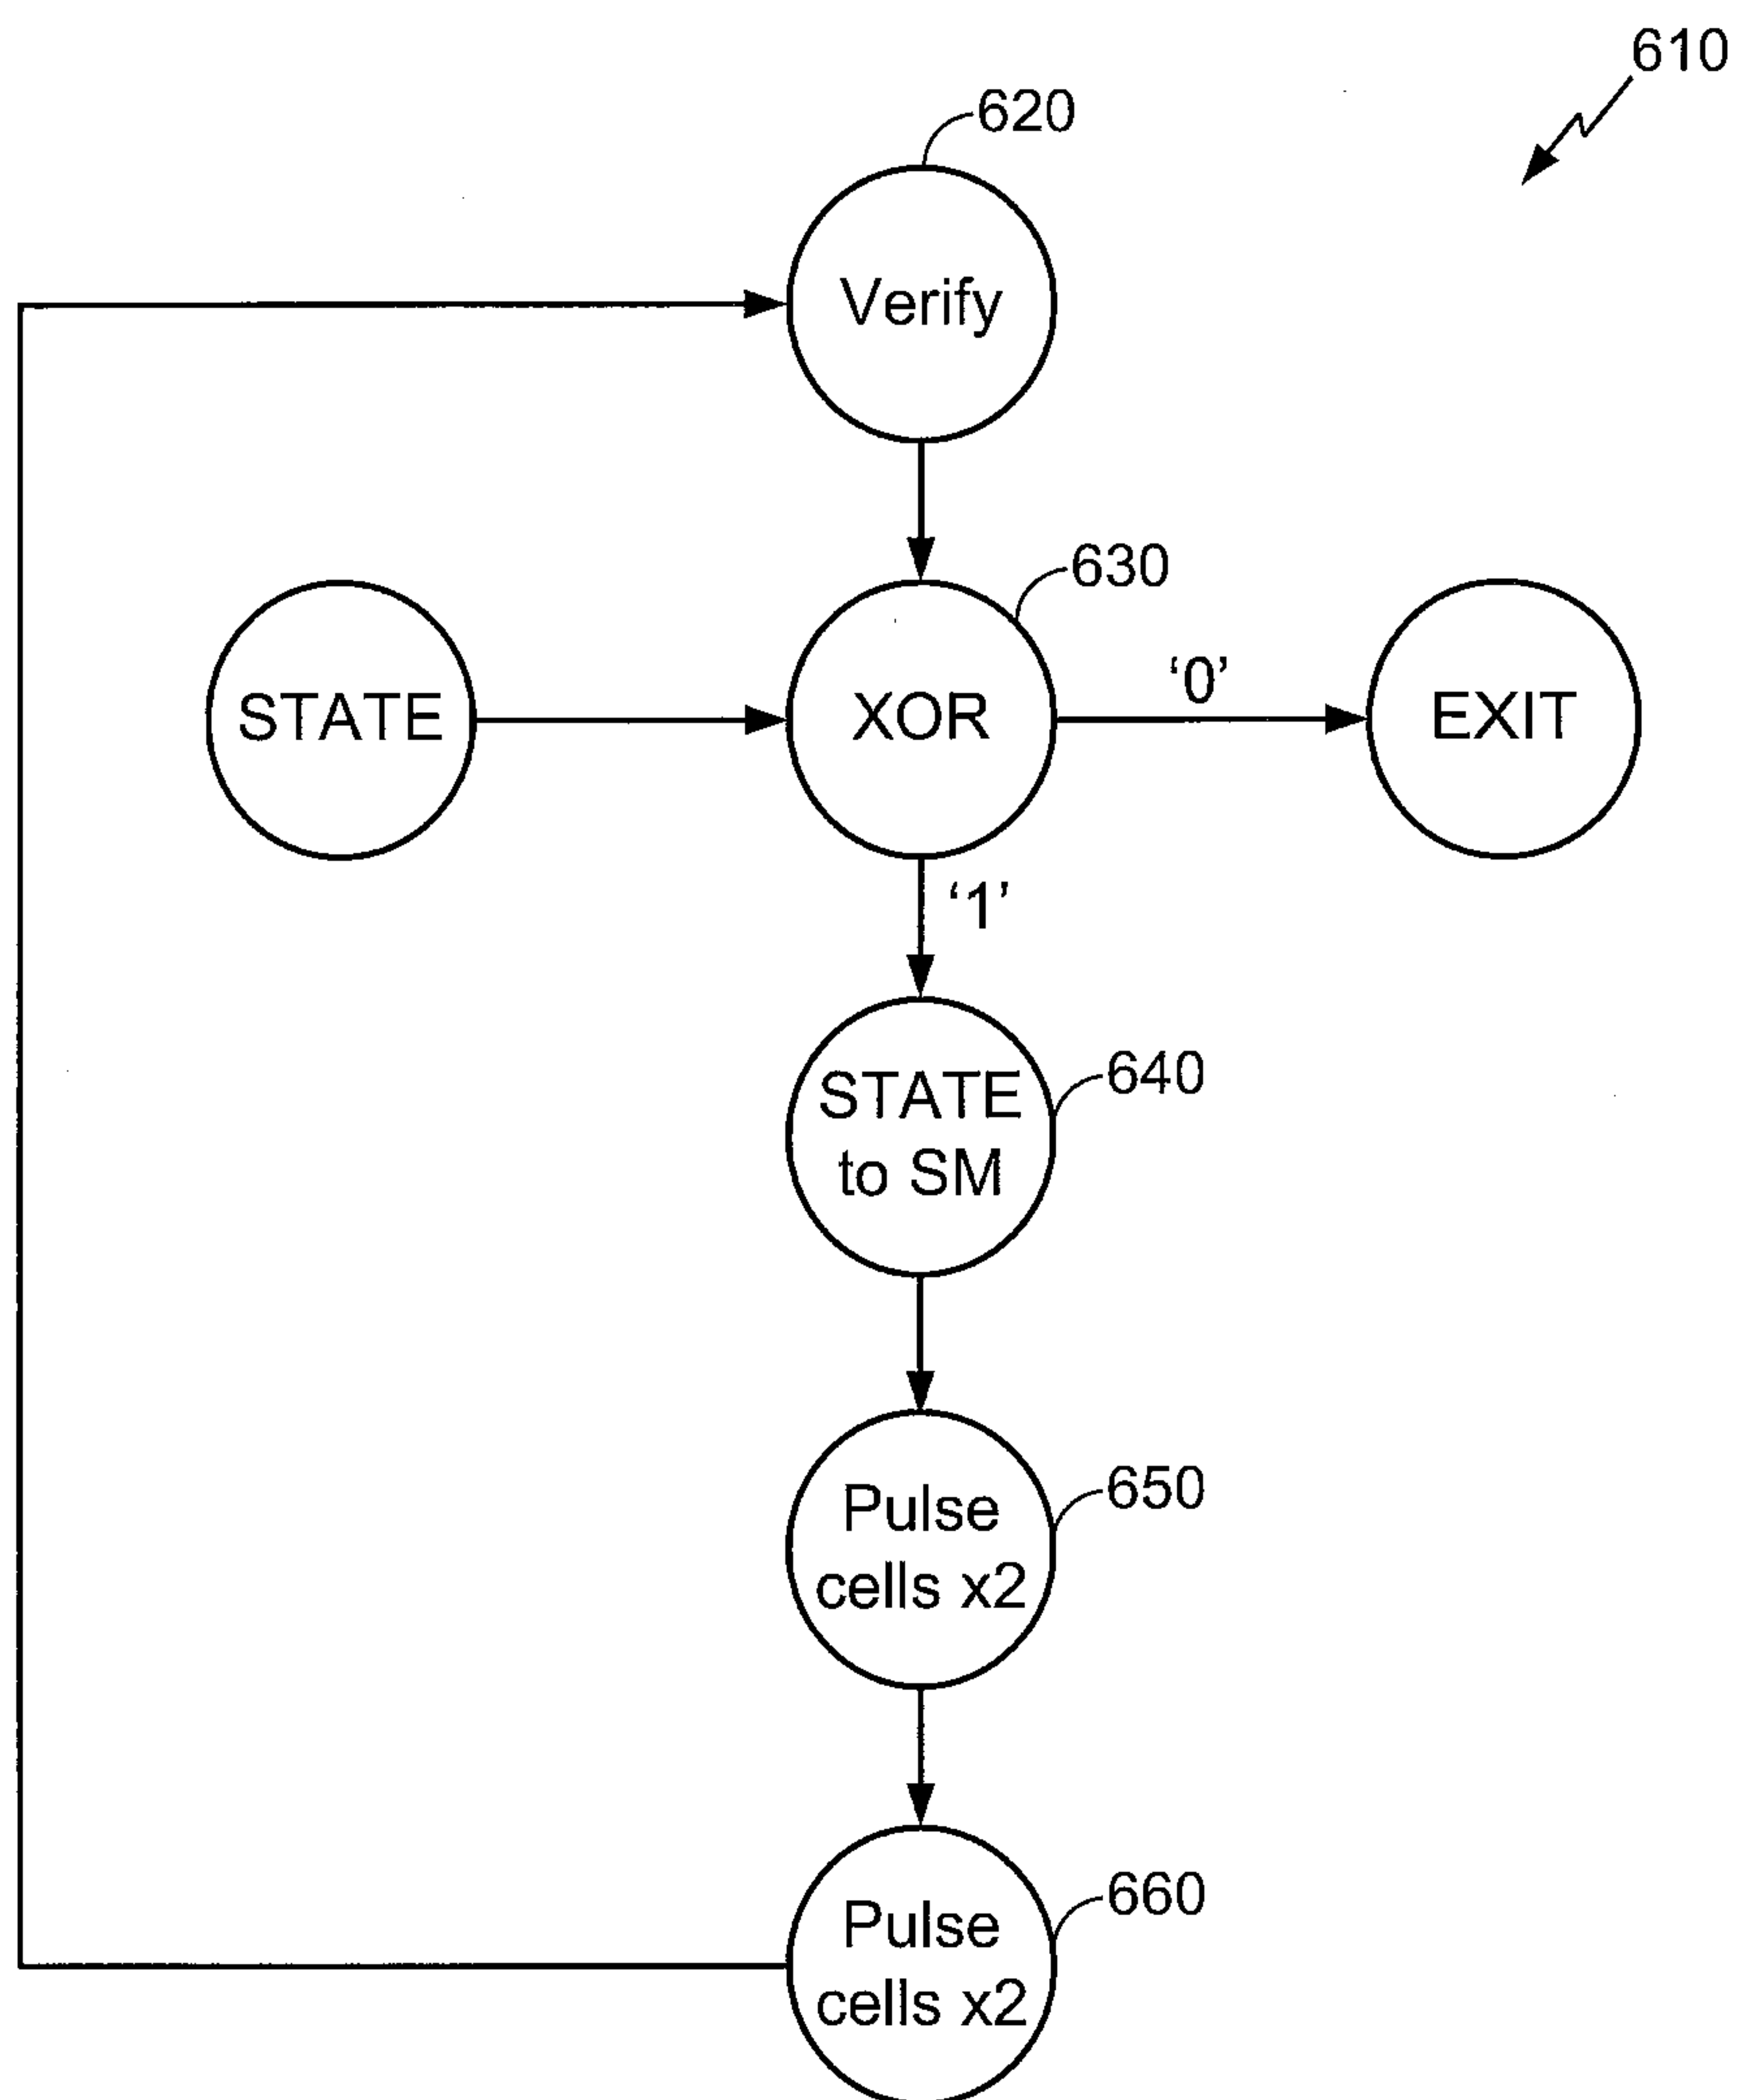 610
620
Verify
630
STATE
XOR
‘0’
EXIT
‘1’
STATE
to SM
640
Pulse
cells x2
650
Pulse
cells x2
660